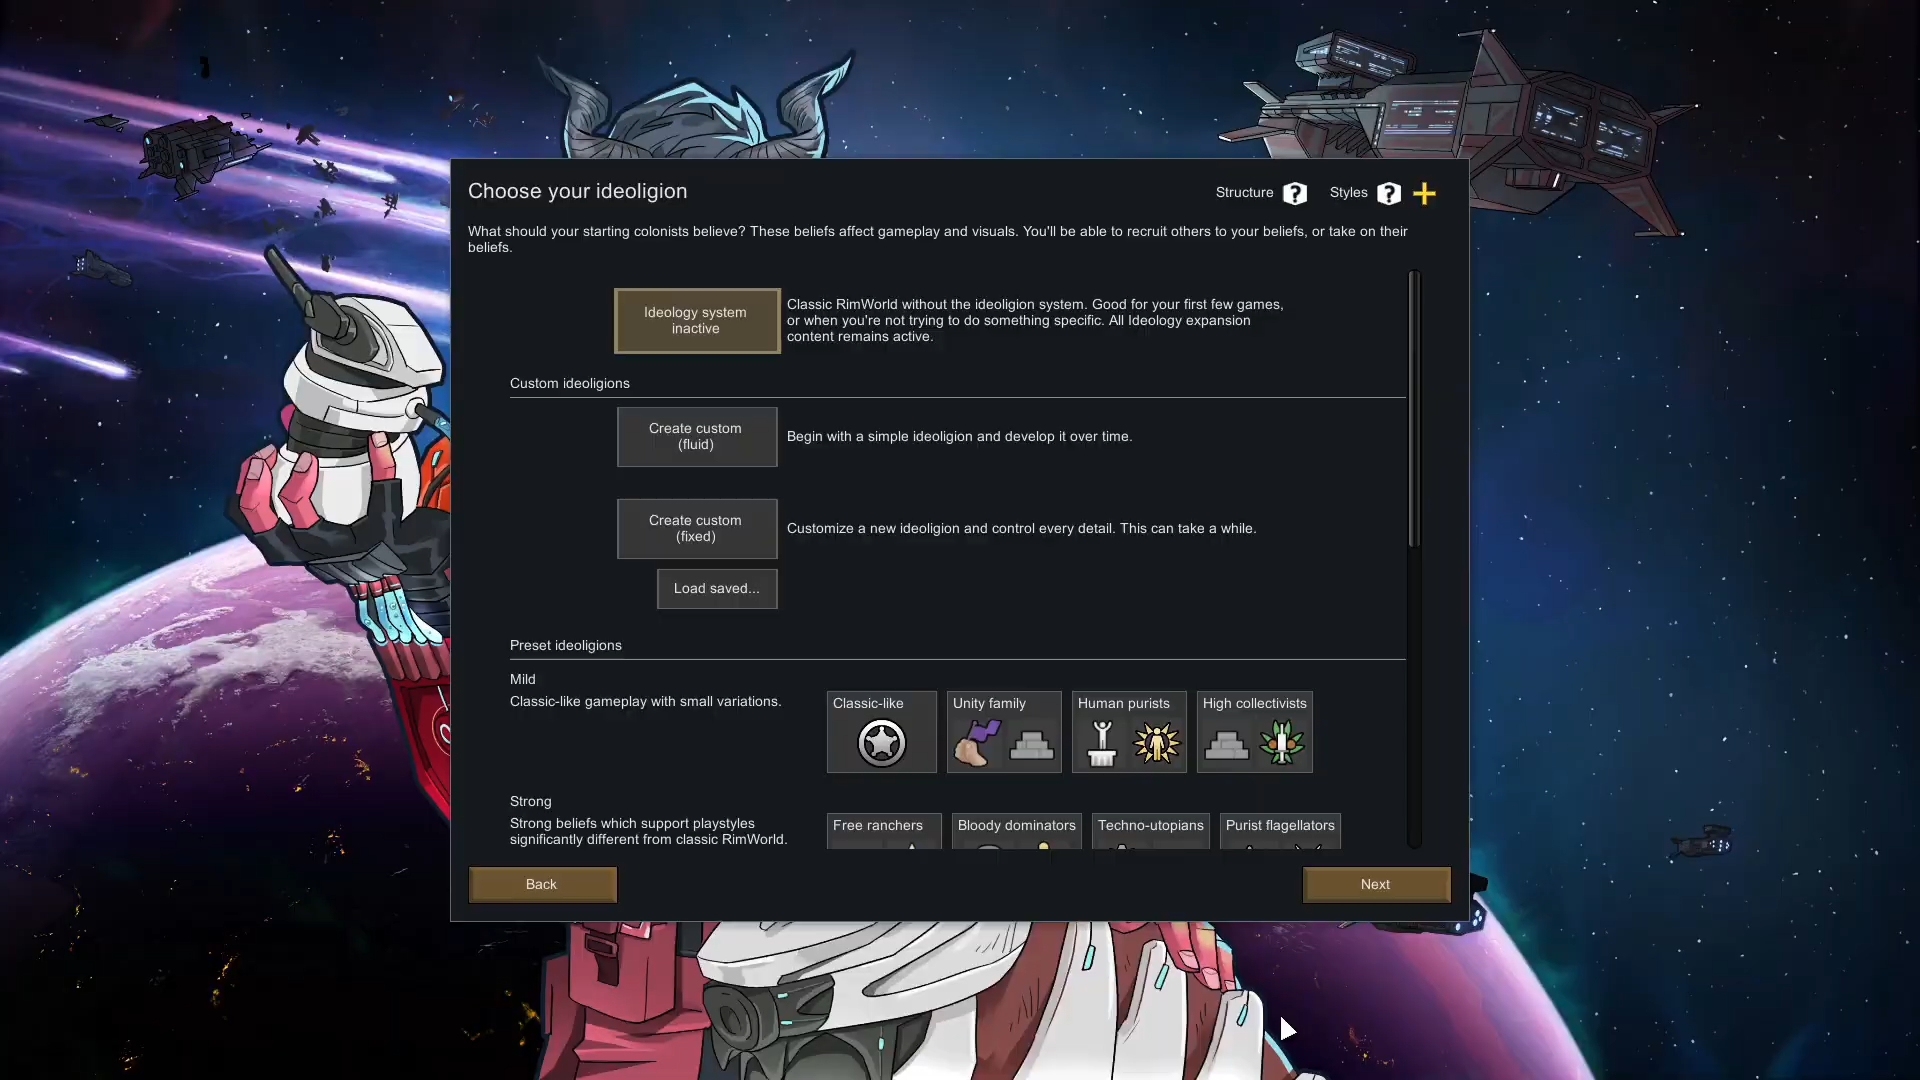 Choose your ideoligion
Structure
Styles
What should your starting colonists believe? These beliefs affect gameplay and visuals. You'll be able to recruit others to your beliefs, or take on their
beliefs.
Ideology system
inactive
Classic RimWorld without the ideoligion system. Good for your first few games,
or when you're not trying to do something specific. All Ideology expansion
content remains active.
Custom ideoligions
Create custom
(fluid)
Begin with a simple ideoligion and develop it over time.
Create custom
(fixed)
Customize a new ideoligion and control every detail. This can take a while.
Load saved...
Preset ideoligions
Mild
Classic-like gameplay with small variations.
Classic-like
Unity family
Human purists
High collectivists
Strong
Strong beliefs which support playstyles
significantly different from classic RimWorld.
Free ranchers
Bloody dominators
Techno-utopians
Purist flagellators
Back
Next